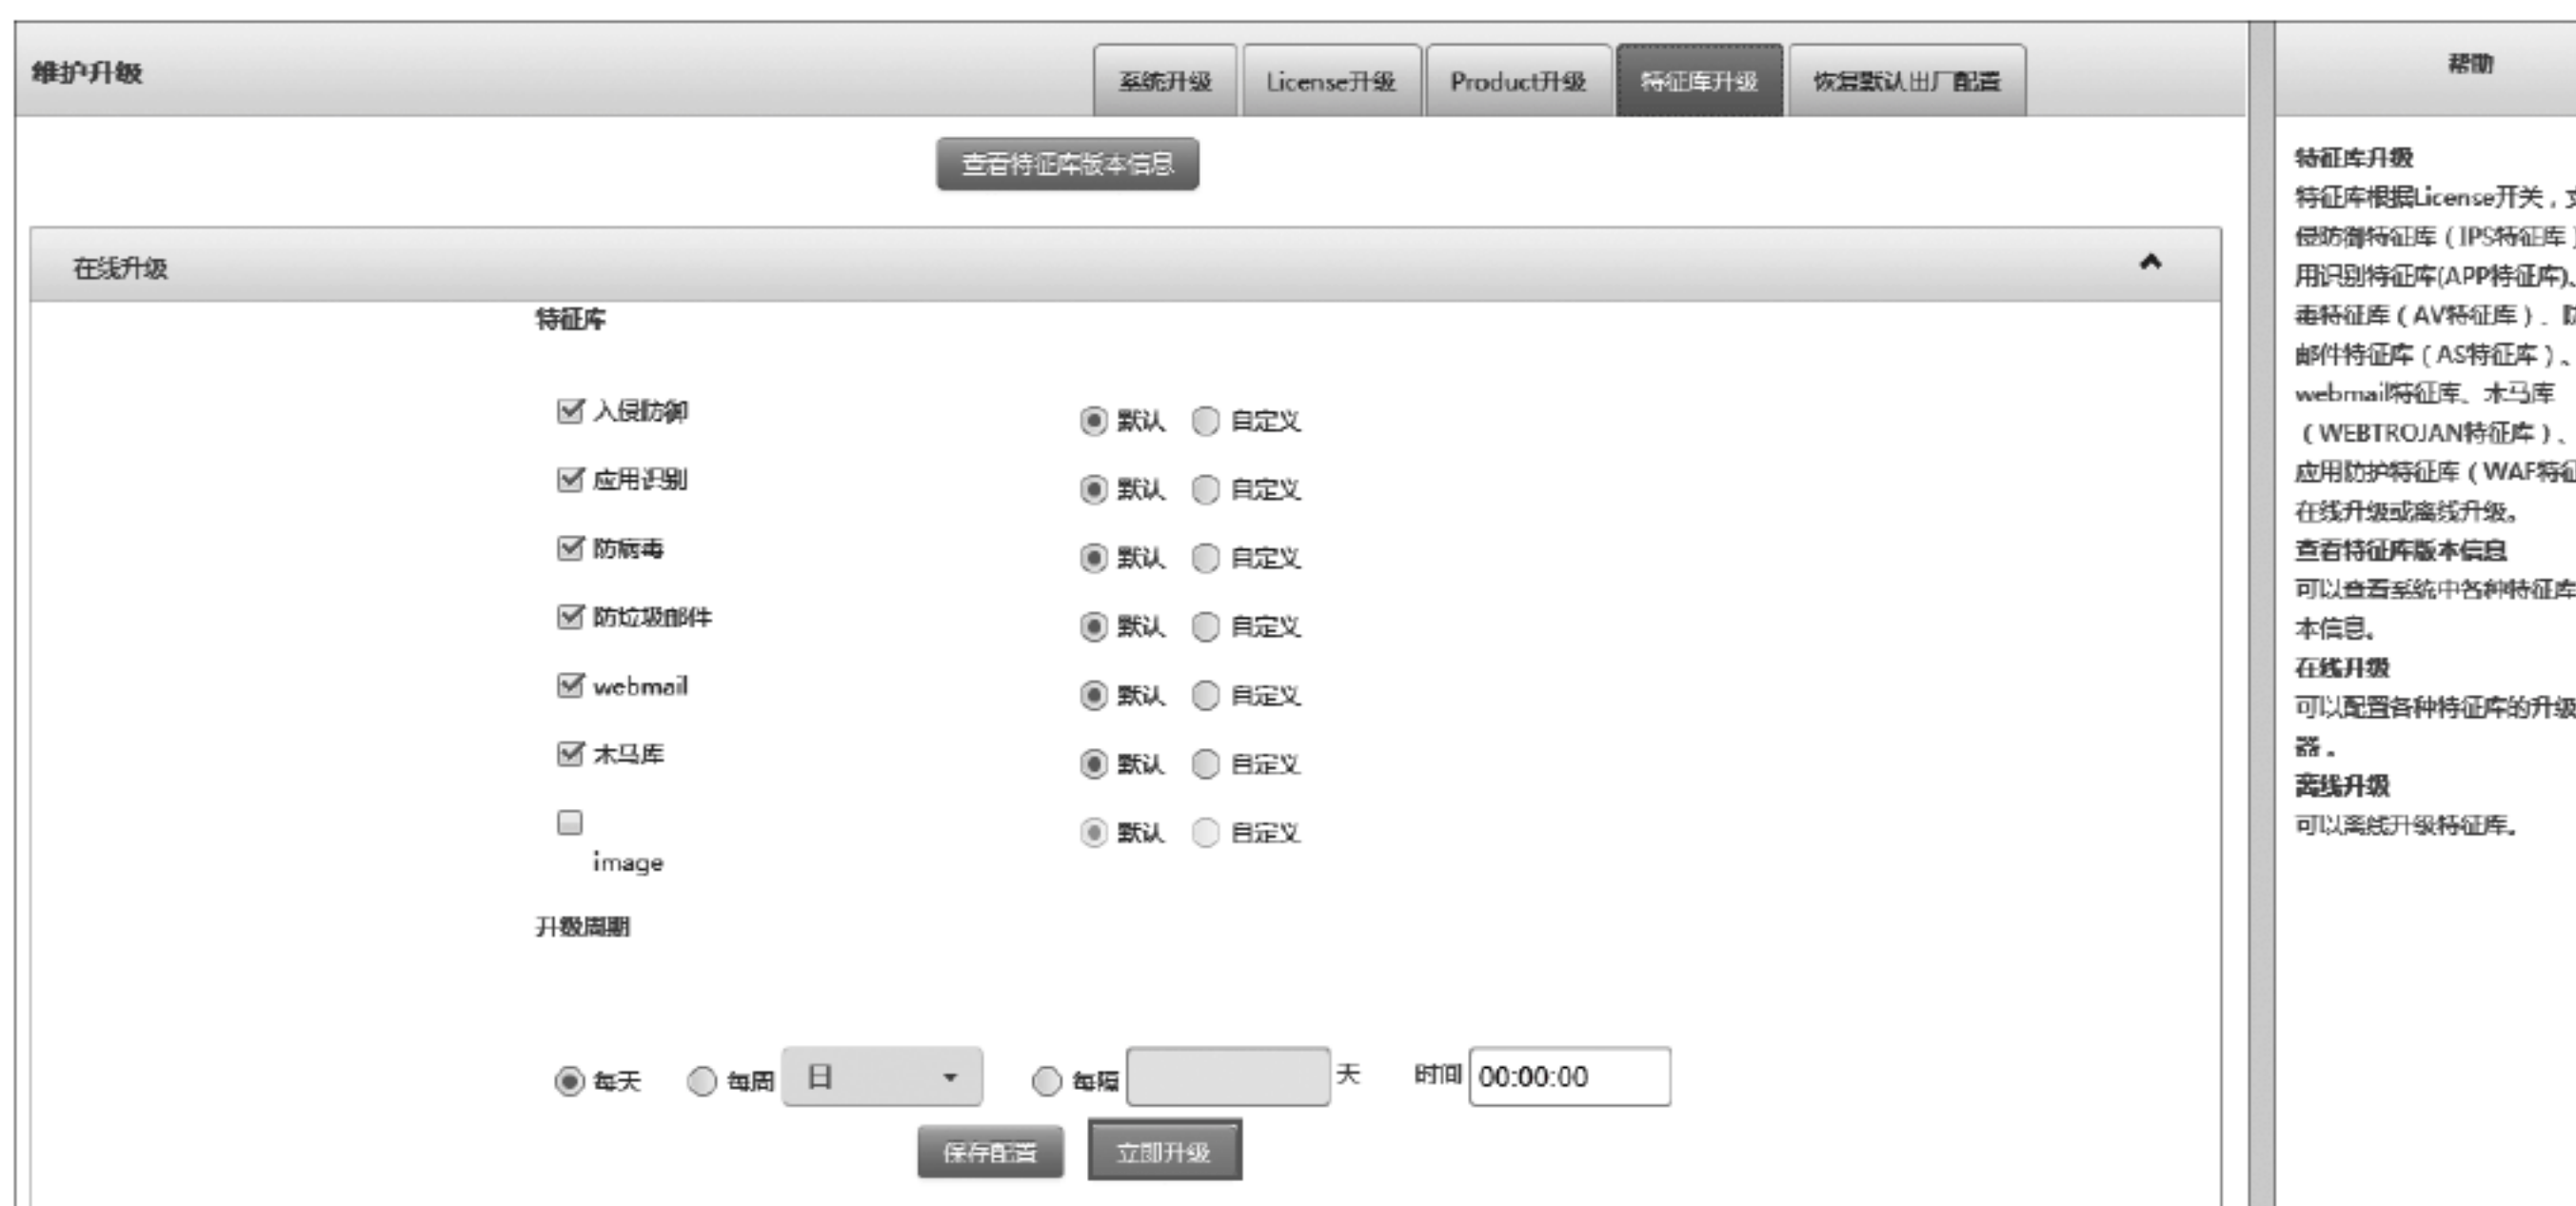 维护升级
系统升级 License升级 Product升级 特征库升级 恢复默认出厂配置
查看特征库版本信息
在线升级
特征库
入侵防御 默认 自定义
应用识别 默认 自定义
防病毒 默认 自定义
防垃圾邮件 默认 自定义
webmail 默认 自定义
木马库 默认 自定义
默认 自定义
image
升级周期
每天 每周 日 每隔 天 时间 00:00:00
保存配置 立即升级
帮助
特征库升级
特征库根据License开关，
侵防御特征库（IPS特征库）
用识别特征库(APP特征库)、
毒特征库（AV特征库）、
邮件特征库（AS特征库）、
webmail特征库、木马库
（WEBTROJAN特征库）、
应用防护特征库（WAF特征
在线升级或离线升级。
查看特征库版本信息
可以查看系统中各种特征库
本信息。
在线升级
可以配置各种特征库的升级
器。
离线升级
可以离线升级特征库。